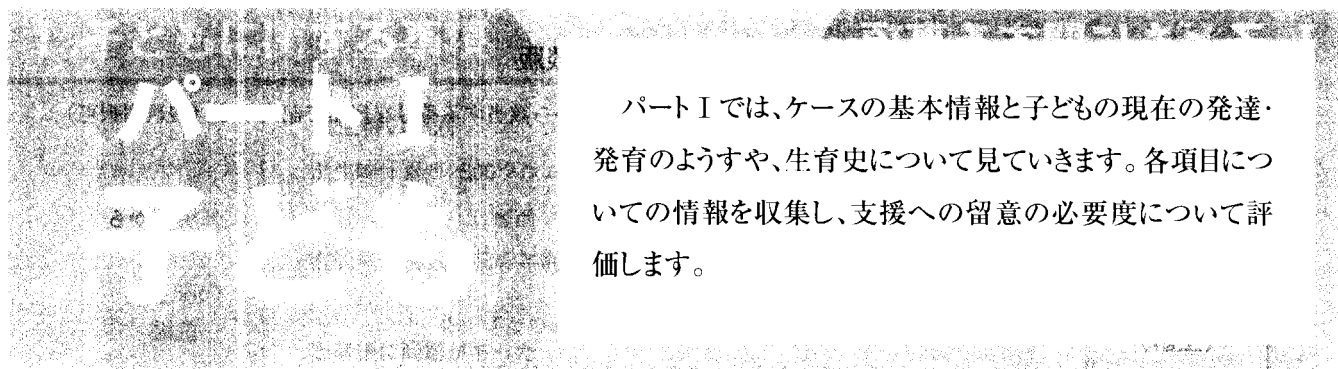 パートⅠ
子ども
パートⅠでは、ケースの基本情報と子どもの現在の発達・
発育のようすや、生育史について見ていきます。各項目につ
いての情報を収集し、支援への留意の必要度について評
価します。